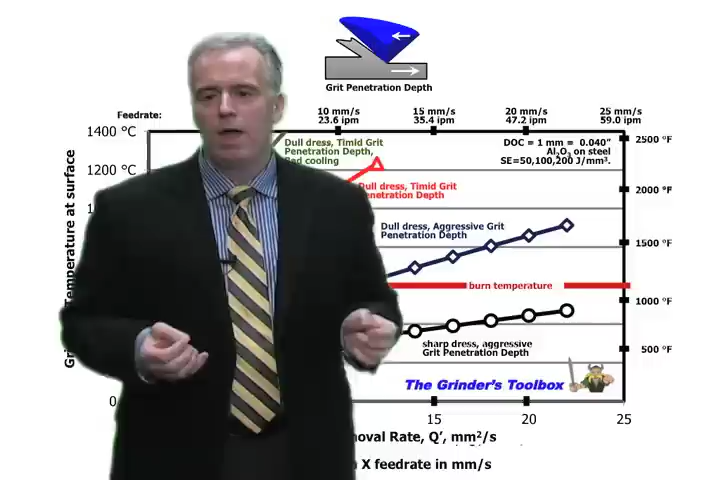 Grit Penetration Depth
Feedrate:
10 mm/s
23.6 ipm
15 mm/s
35.4 ipm
20 mm/s
47.2 ipm
25 mm/s
59.0 ipm
1400 °C
1200 °C
2500 °F
2000 °F
1500 °F
1000 °F
500 °F
Dull dress, Timid Grit
Penetration Depth,
cooling
DOC = 1 mm = 0.040"
Al2O3 on steel
SE=50,100,200 J/mm³.
Dull dress, Timid Grit
Penetration Depth
Dull dress, Aggressive Grit
Penetration Depth
burn temperature
sharp dress, aggressive
Grit Penetration Depth
The Grinder's Toolbox
Temperature at surface
0
15
20
25
Rate, Q', mm²/s
X feedrate in mm/s